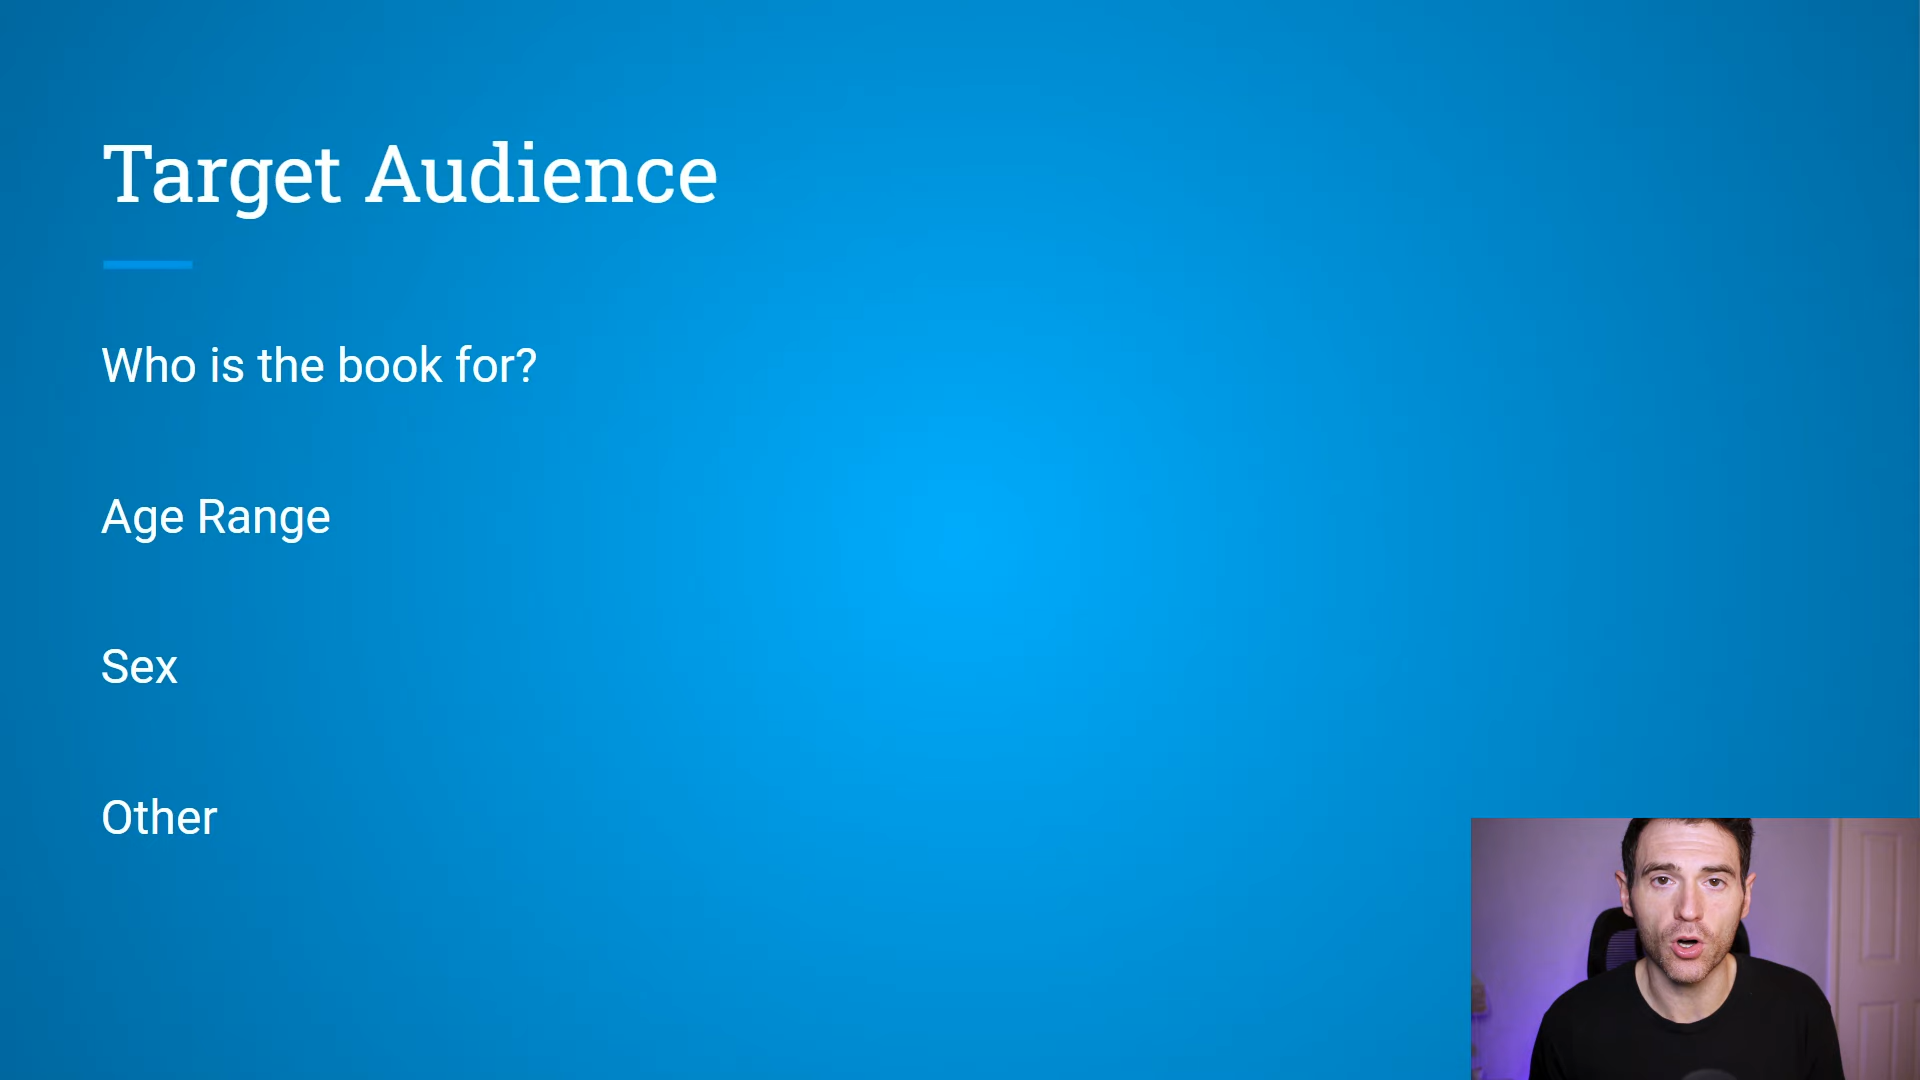 Target Audience
Who is the book for?
Age Range
Sex
Other